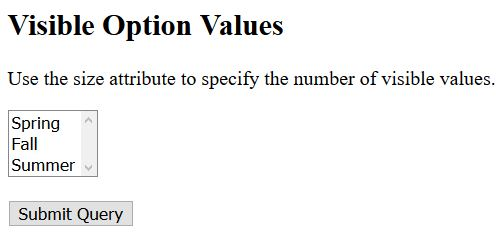 Visible Option Values
Use the size attribute to specify the number of visible values.
Spring
Fall
Summer
Submit Query